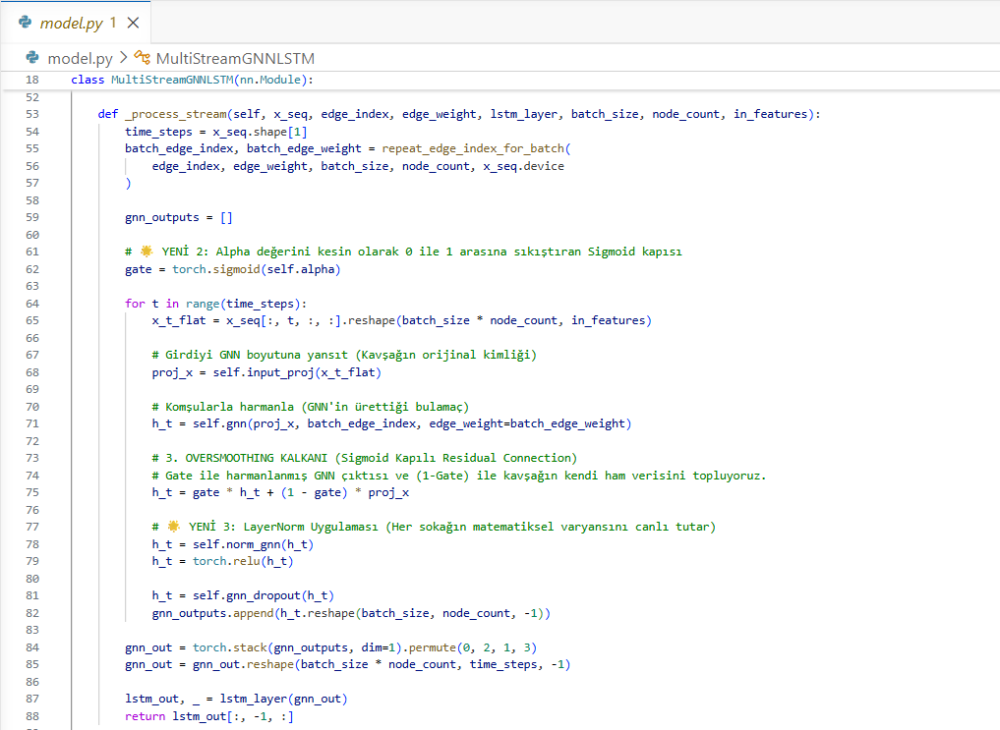 model.py 1
model.py > MultiStreamGNNLSTM
18 class MultiStreamGNNLSTM(nn.Module):
52
53 def _process_stream(self, x_seq, edge_index, edge_weight, lstm_layer, batch_size, node_count, in_features):
54 time_steps = x_seq.shape[1]
55 batch_edge_index, batch_edge_weight = repeat_edge_index_for_batch(
56 edge_index, edge_weight, batch_size, node_count, x_seq.device
57 )
58
59 gnn_outputs = []
60
61 # 🌟 YENİ 2: Alpha değerini kesin olarak 0 ile 1 arasına sıkıştıran Sigmoid kapısı
62 gate = torch.sigmoid(self.alpha)
63
64 for t in range(time_steps):
65 x_t_flat = x_seq[:, t, :, :].reshape(batch_size * node_count, in_features)
66
67 # Girdiyi GNN boyutuna yansıt (Kavşağın orijinal kimliği)
68 proj_x = self.input_proj(x_t_flat)
69
70 # Komşularla harmanla (GNN'in ürettiği bulamaç)
71 h_t = self.gnn(proj_x, batch_edge_index, edge_weight=batch_edge_weight)
72
73 # 3. OVERSMOOTHING KALKANI (Sigmoid Kapılı Residual Connection)
74 # Gate ile harmanlanmış GNN çıktısı ve (1-Gate) ile kavşağın kendi ham verisini topluyoruz.
75 h_t = gate * h_t + (1 - gate) * proj_x
76
77 # 🌟 YENİ 3: LayerNorm Uygulaması (Her sokağın matematiksel varyansını canlı tutar)
78 h_t = self.norm_gnn(h_t)
79 h_t = torch.relu(h_t)
80
81 h_t = self.gnn_dropout(h_t)
82 gnn_outputs.append(h_t.reshape(batch_size, node_count, -1))
83
84 gnn_out = torch.stack(gnn_outputs, dim=1).permute(0, 2, 1, 3)
85 gnn_out = gnn_out.reshape(batch_size * node_count, time_steps, -1)
86
87 lstm_out, _ = lstm_layer(gnn_out)
88 return lstm_out[:, -1, :]